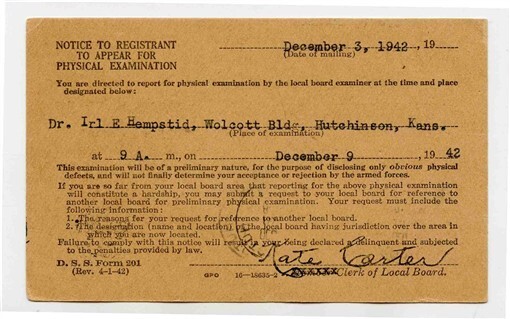 NOTICE TO REGISTRANT
TO APPEAR FOR
PHYSICAL EXAMINATION
December 3, 1942, 19
(Date of mailing)
You are directed to report for physical examination by the local board examiner at the time and place
designated below:
Dr. Irl E Hempstid, Wolcott Bldg, Hutchinson, Kans.
(Place of examination)
at 9 A. m., on December 9, 1942
This examination will be of a preliminary nature, for the purpose of disclosing only obvious physical
defects, and will not finally determine your acceptance or rejection by the armed forces.
If you are so far from your local board area that reporting for the above physical examination
will constitute a hardship, you may submit a request to your local board for reference to
another local board for preliminary physical examination. Your request must include the
following information:
1. The reasons for your request for reference to another local board.
2. The designation (name and location) of the local board having jurisdiction over the area in
which you are now located.
Failure to comply with this notice will result in your being declared a delinquent and subjected
to the penalties provided by law.
Kate Carter
D. S. S. Form 201
(Rev. 4-1-42)
GPO 16—18635-2
Clerk of Local Board.